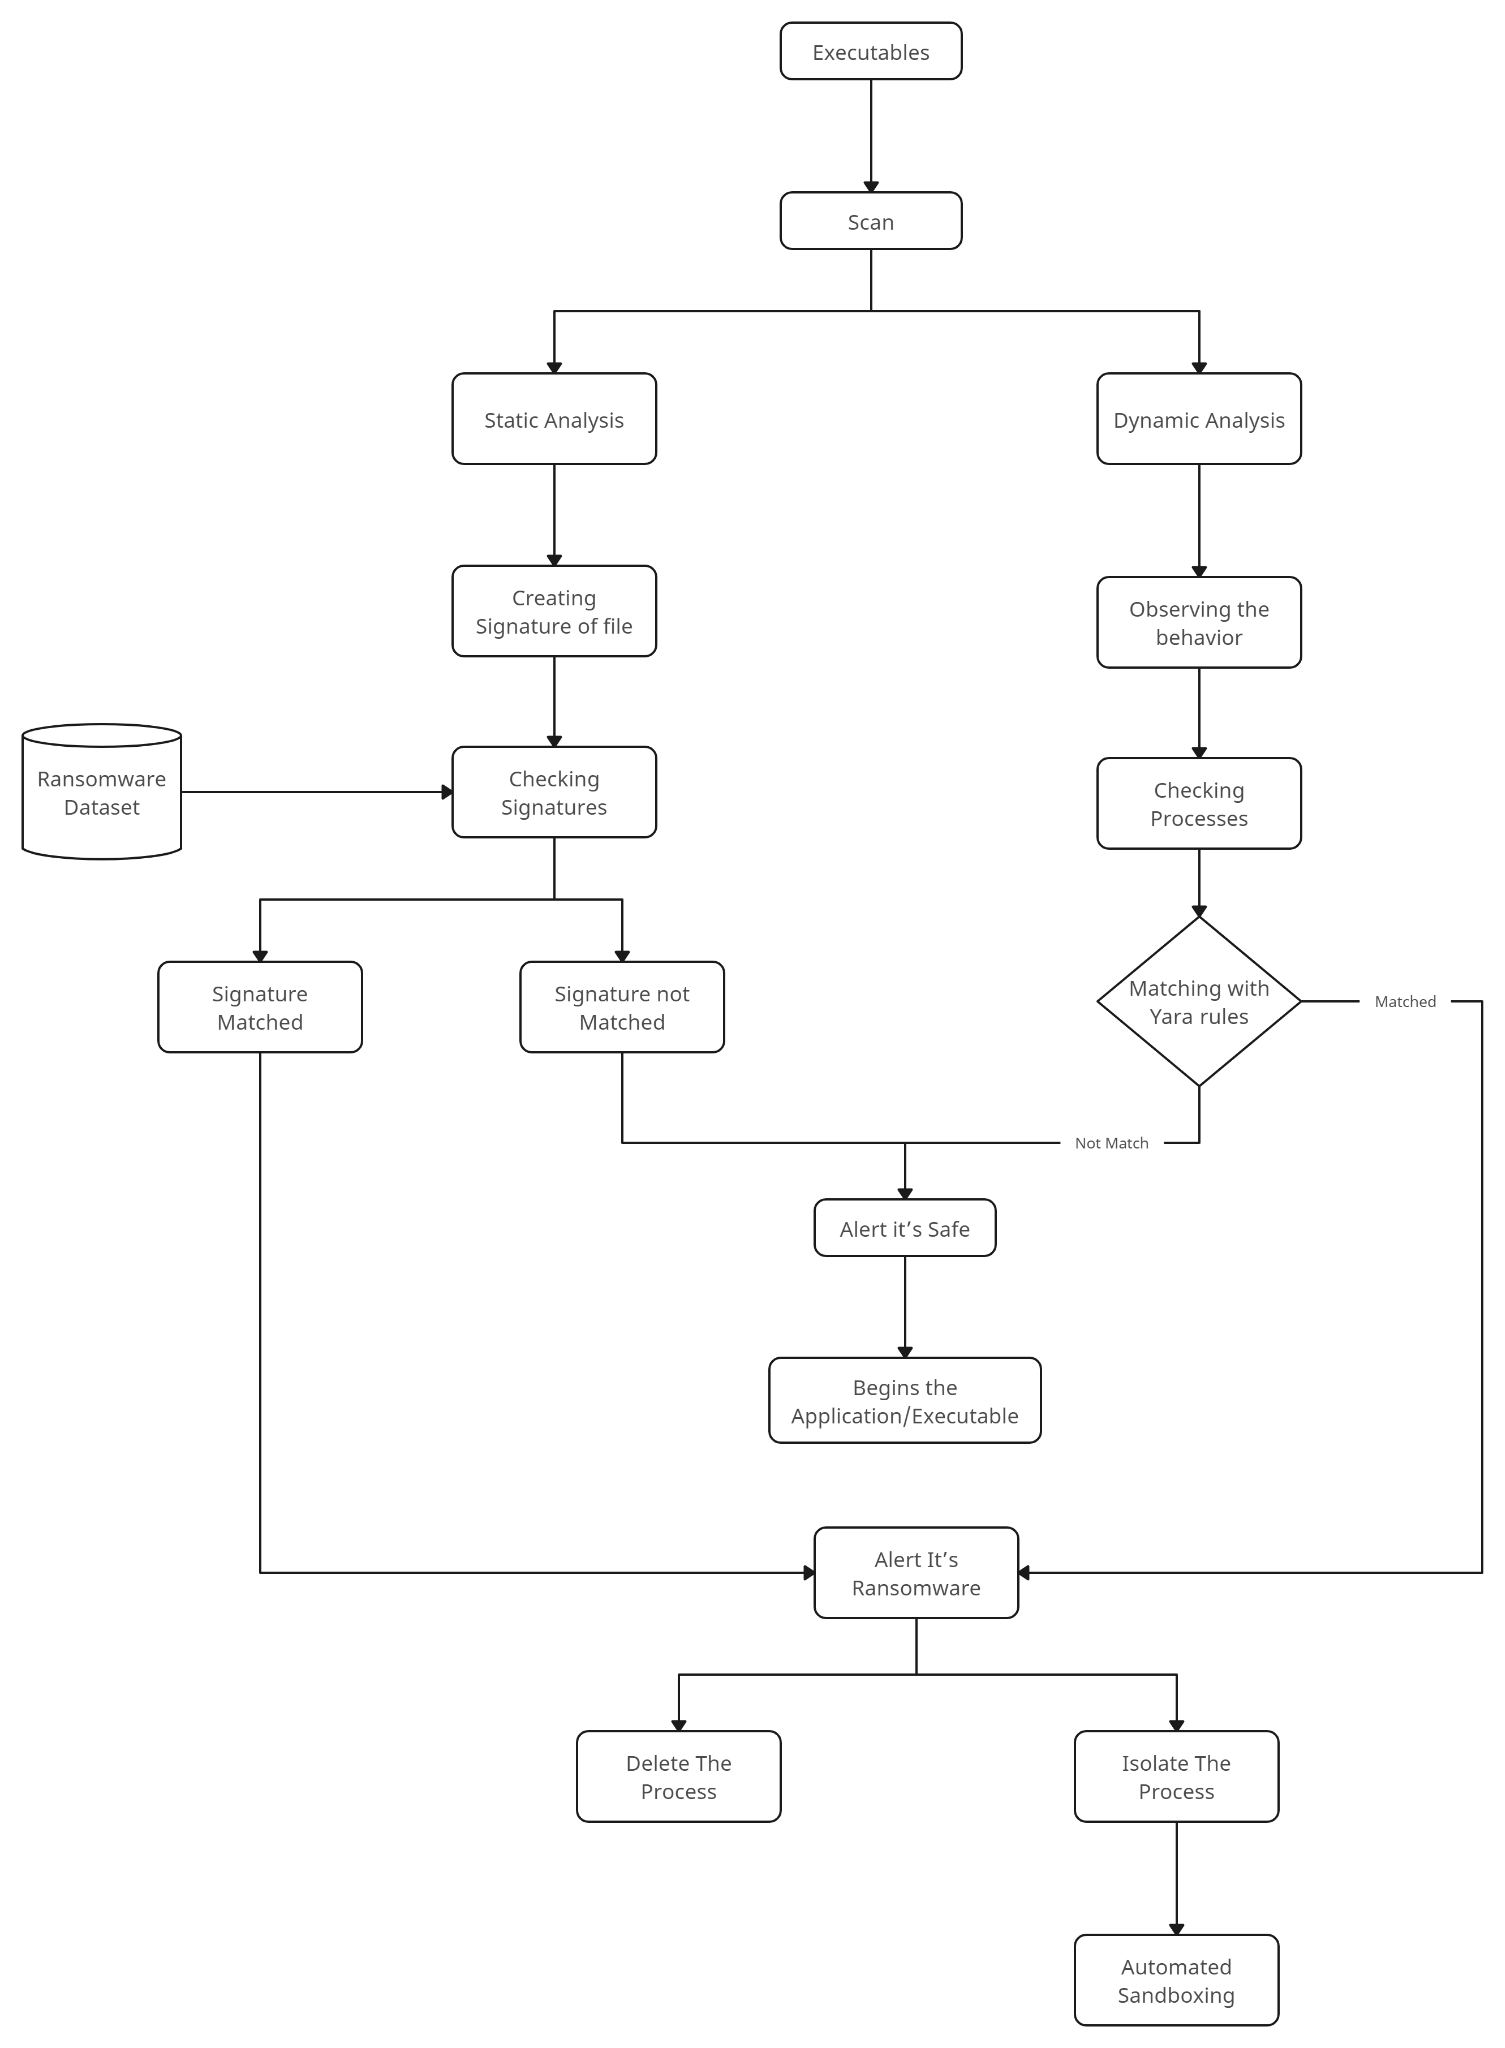 Executables
Scan
Static Analysis
Dynamic Analysis
Creating
Signature of file
Observing the
behavior
Ransomware
Dataset
Checking
Signatures
Checking
Processes
Signature
Matched
Signature not
Matched
Matching with
Yara rules
Matched
Not Match
Alert it’s Safe
Begins the
Application/Executable
Alert It’s
Ransomware
Delete The
Process
Isolate The
Process
Automated
Sandboxing